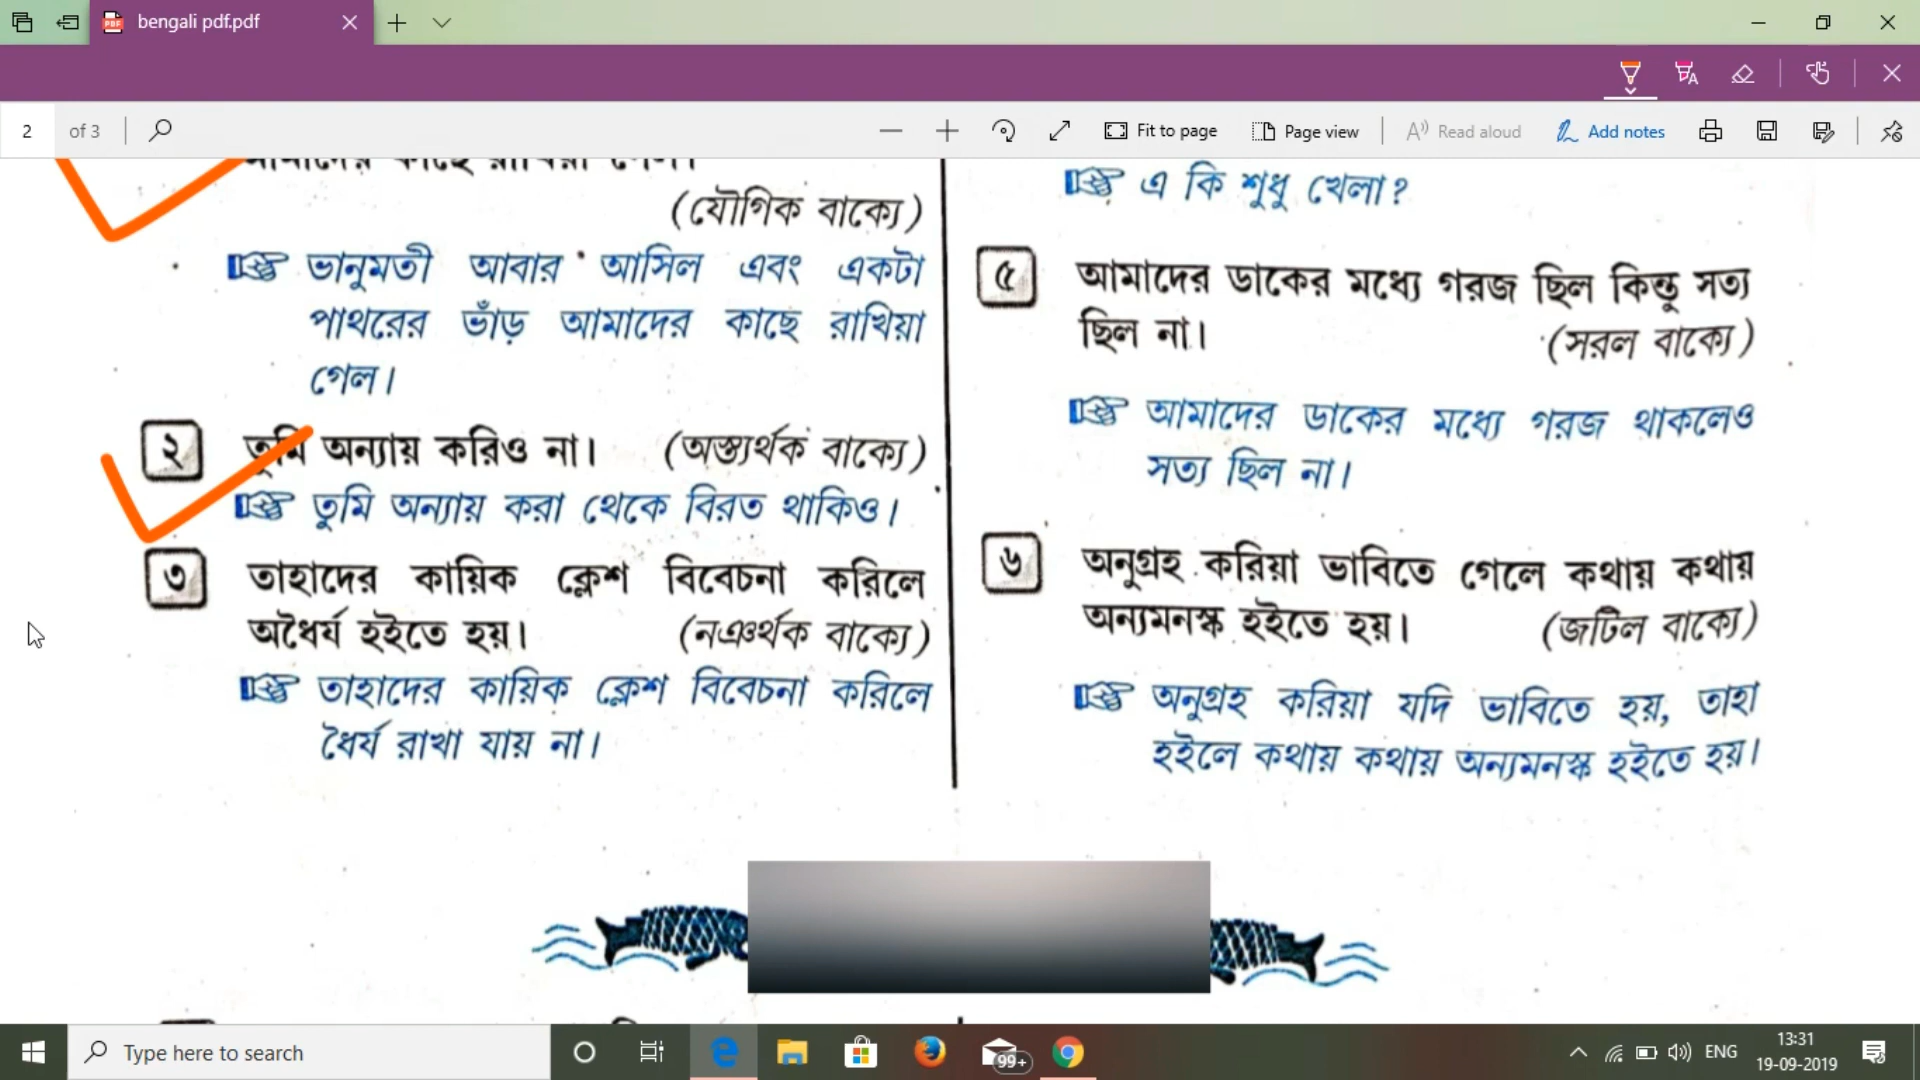 bengali pdf.pdf
2 of 3
Fit to page
Page view
Read aloud
Add notes
আমাদের কাছে রাখিয়া গেল।
(যৌগিক বাক্যে)
ভানুমতী আবার আসিল এবং একটা
পাথরের ভাঁড় আমাদের কাছে রাখিয়া
গেল।
২ তুমি অন্যায় করিও না। (অস্ত্যর্থক বাক্যে)
তুমি অন্যায় করা থেকে বিরত থাকিও।
৩ তাহাদের কায়িক ক্লেশ বিবেচনা করিলে
অধৈর্য হইতে হয়। (নঞর্থক বাক্যে)
তাহাদের কায়িক ক্লেশ বিবেচনা করিলে
ধৈর্য রাখা যায় না।
এ কি শুধু খেলা?
৫ আমাদের ডাকের মধ্যে গরজ ছিল কিন্তু সত্য
ছিল না। (সরল বাক্যে)
আমাদের ডাকের মধ্যে গরজ থাকলেও
সত্য ছিল না।
৬ অনুগ্রহ করিয়া ভাবিতে গেলে কথায় কথায়
অন্যমনস্ক হইতে হয়। (জটিল বাক্যে)
অনুগ্রহ করিয়া যদি ভাবিতে হয়, তাহা
হইলে কথায় কথায় অন্যমনস্ক হইতে হয়।
Type here to search
99+
ENG
13:31
19-09-2019